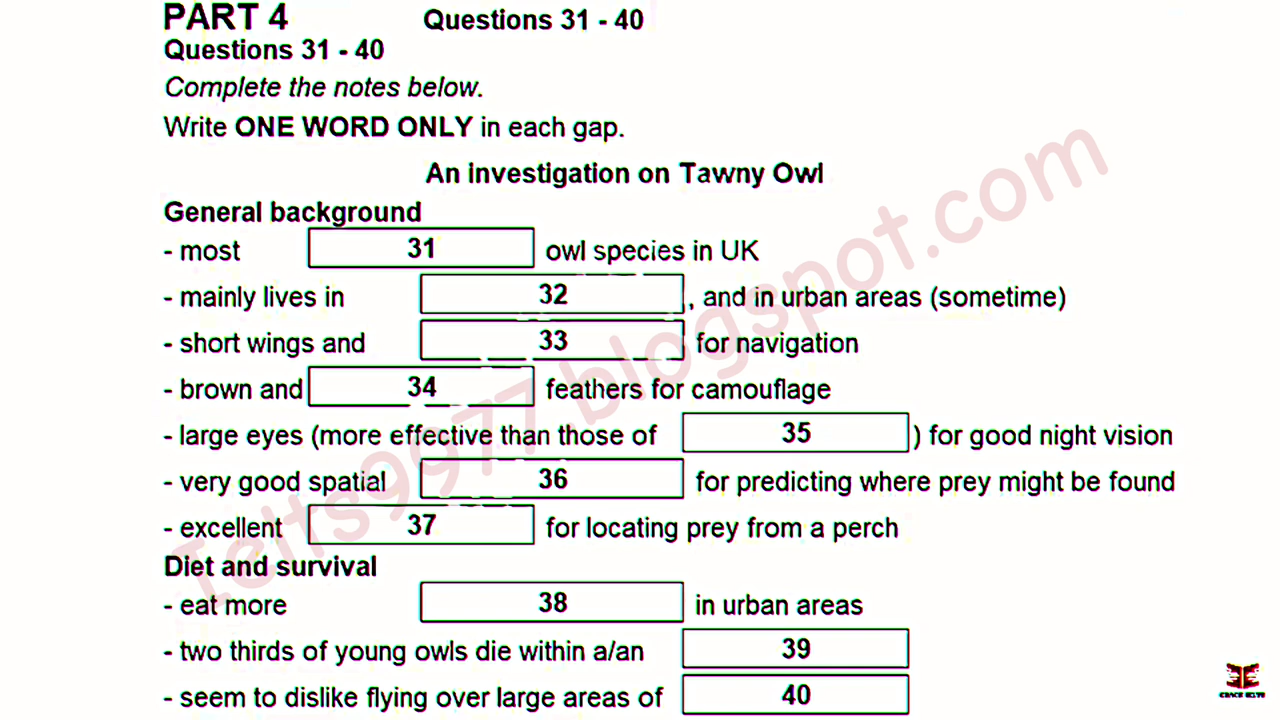 PART 4 Questions 31 - 40
Questions 31 - 40
Complete the notes below.
Write ONE WORD ONLY in each gap.
An investigation on Tawny Owl
General background
- most 31 owl species in UK
- mainly lives in 32 , and in urban areas (sometime)
- short wings and 33 for navigation
- brown and 34 feathers for camouflage
- large eyes (more effective than those of 35 ) for good night vision
- very good spatial 36 for predicting where prey might be found
- excellent 37 for locating prey from a perch
Diet and survival
- eat more 38 in urban areas
- two thirds of young owls die within a/an 39
- seem to dislike flying over large areas of 40
Ielts9977.blogspot.com
CRACK IELTS